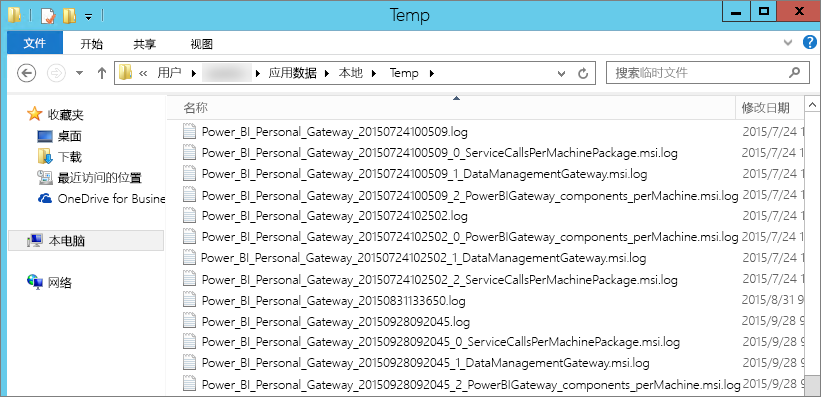 Temp
文件 开始 共享 视图
« 用户 应用数据 本地 Temp 搜索临时文件
收藏夹
桌面
下载
最近访问的位置
OneDrive for Busine
本电脑
网络
名称 修改日期
Power_BI_Personal_Gateway_20150724100509.log 2015/7/24 1
Power_BI_Personal_Gateway_20150724100509_0_ServiceCallsPerMachinePackage.msi.log 2015/7/24 1
Power_BI_Personal_Gateway_20150724100509_1_DataManagementGateway.msi.log 2015/7/24 1
Power_BI_Personal_Gateway_20150724100509_2_PowerBIGateway_components_perMachine.msi.log 2015/7/24 1
Power_BI_Personal_Gateway_20150724102502.log 2015/7/24 1
Power_BI_Personal_Gateway_20150724102502_0_PowerBIGateway_components_perMachine.msi.log 2015/7/24 1
Power_BI_Personal_Gateway_20150724102502_1_DataManagementGateway.msi.log 2015/7/24 1
Power_BI_Personal_Gateway_20150724102502_2_ServiceCallsPerMachinePackage.msi.log 2015/7/24 1
Power_BI_Personal_Gateway_20150831133650.log 2015/8/31 9
Power_BI_Personal_Gateway_20150928092045.log 2015/9/28 9
Power_BI_Personal_Gateway_20150928092045_0_ServiceCallsPerMachinePackage.msi.log 2015/9/28 9
Power_BI_Personal_Gateway_20150928092045_1_DataManagementGateway.msi.log 2015/9/28 9
Power_BI_Personal_Gateway_20150928092045_2_PowerBIGateway_components_perMachine.msi.log 2015/9/28 9